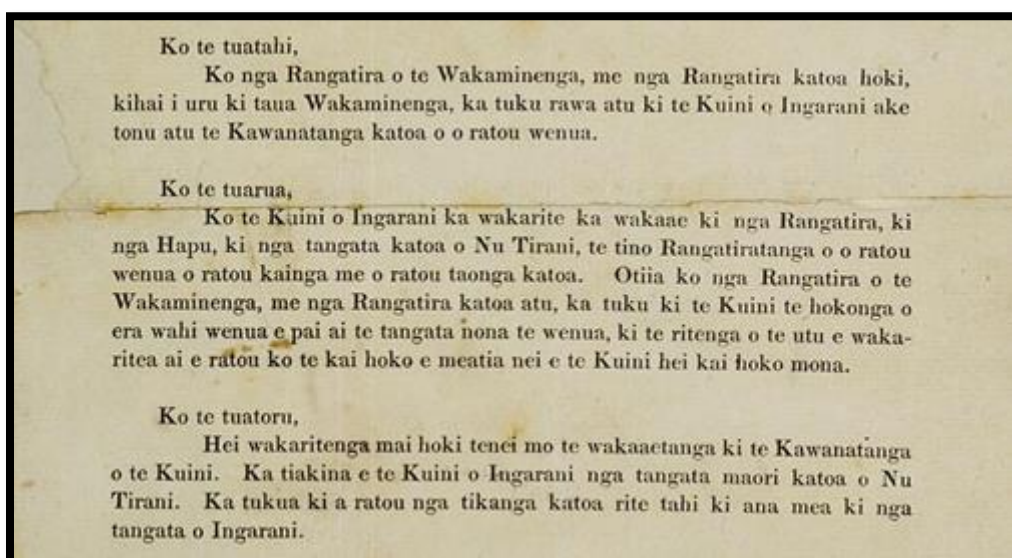 Ko te tuatahi,
Ko nga Rangatira o te Wakaminenga, me nga Rangatira katoa hoki,
kihai i uru ki taua Wakaminenga, ka tuku rawa atu ki te Kuini o Ingarani ake
tonu atu te Kawanatanga katoa o o ratou wenua.
Ko te tuarua,
Ko te Kuini o Ingarani ka wakarite ka wakaae ki nga Rangatira, ki
nga Hapu, ki nga tangata katoa o Nu Tirani, te tino Rangatiratanga o o ratou
wenua o ratou kainga me o ratou taonga katoa. Otiia ko nga Rangatira o te
Wakaminenga, me nga Rangatira katoa atu, ka tuku ki te Kuini te hokonga o
era wahi wenua e pai ai te tangata nona te wenua, ki te ritenga o te utu e waka-
ritea ai e ratou ko te kai hoko e meatia nei e te Kuini hei kai hoko mona.
Ko te tuatoru,
Hei wakaritenga mai hoki tenei mo te wakaaetanga ki te Kawanatanga
o te Kuini. Ka tiakina e te Kuini o Ingarani nga tangata maori katoa o Nu
Tirani. Ka tukua ki a ratou nga tikanga katoa rite tahi ki ana mea ki nga
tangata o Ingarani.